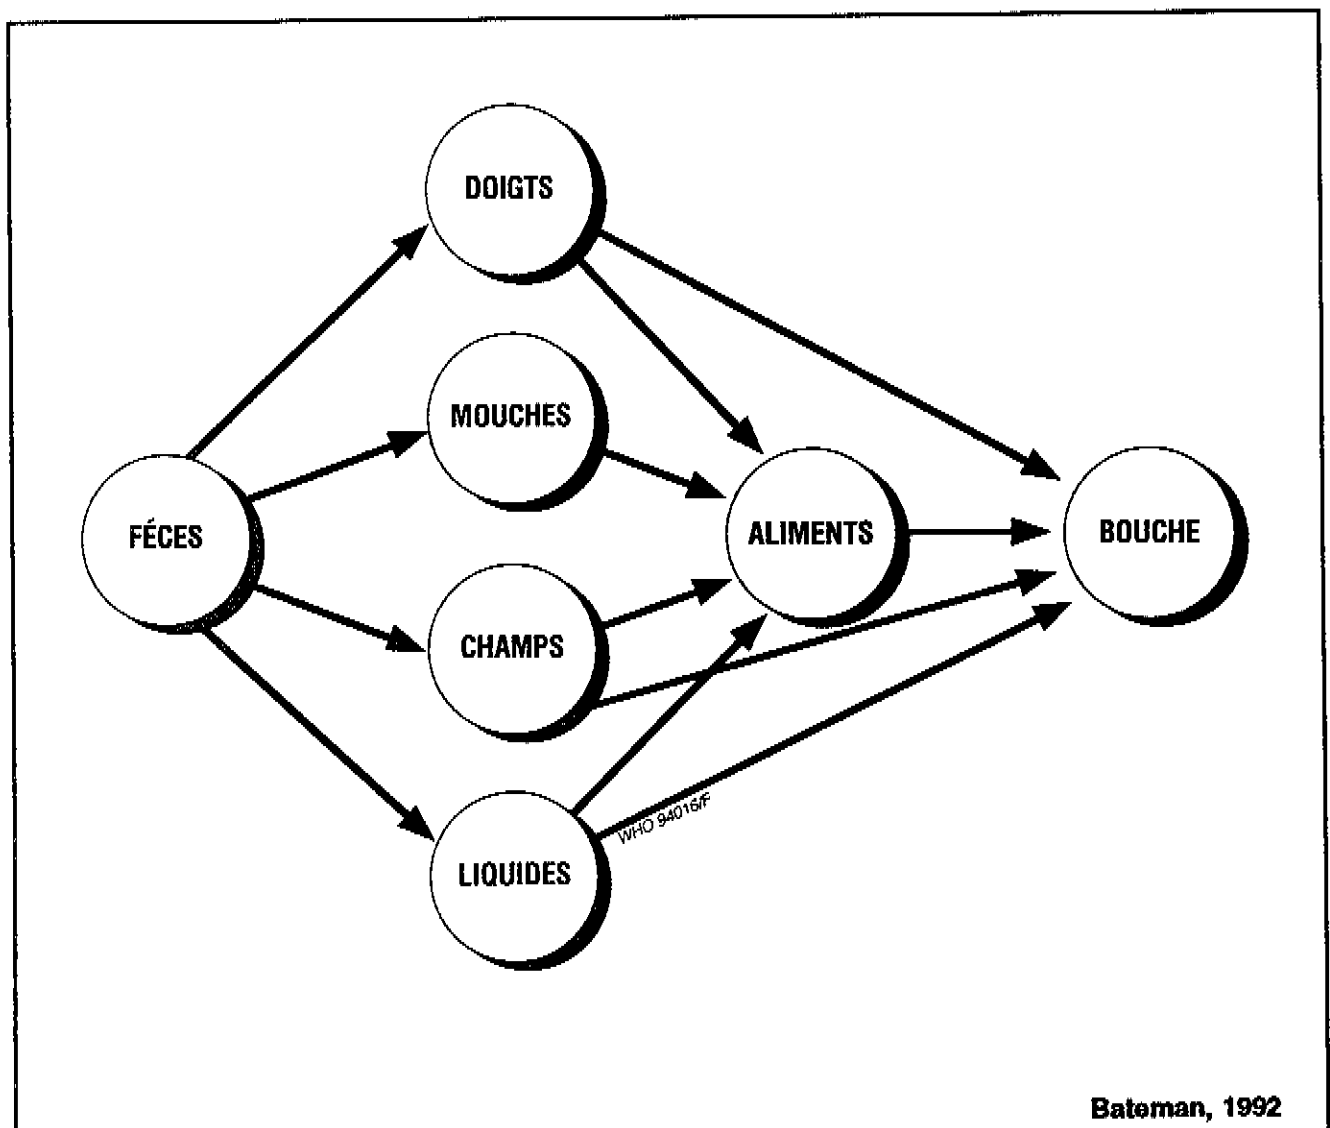 DOIGTS
MOUCHES
FÉCES
ALIMENTS
BOUCHE
CHAMPS
WHO 94016/F
LIQUIDES
Bateman, 1992